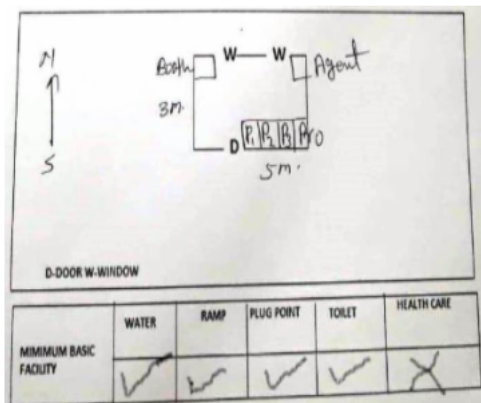 N
Booth W W Agent
3m.
S
D P1 P2 P3 PrO
5m.
D-DOOR W-WINDOW
WATER RAMP PLUG POINT TOILET HEALTH CARE
MIMIMUM BASIC
FACILITY